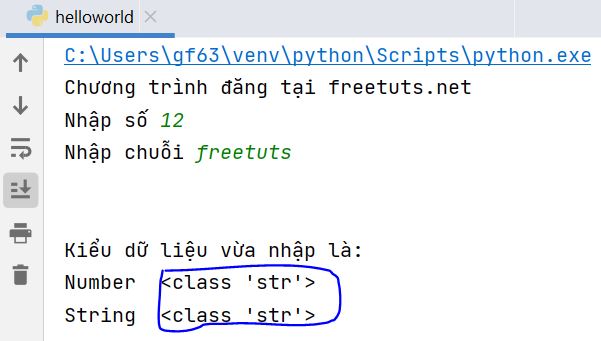 helloworld
C:\Users\gf63\venv\python\Scripts\python.exe
Chương trình đăng tại freetuts.net
Nhập số 12
Nhập chuỗi freetuts
Kiểu dữ liệu vừa nhập là:
Number <class 'str'>
String <class 'str'>